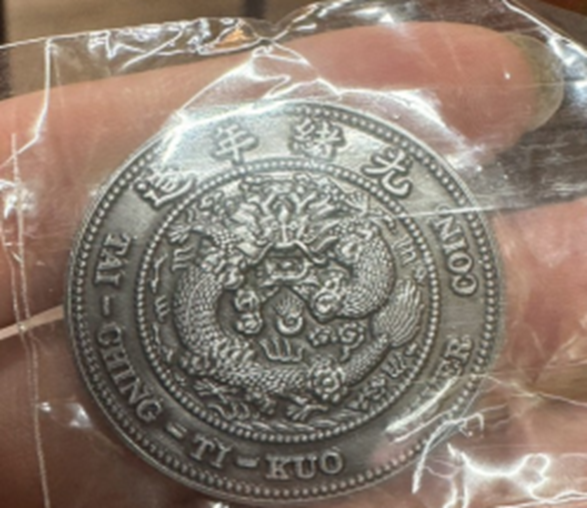 光緒年造
TAI-CHING-TI-KUO COIN